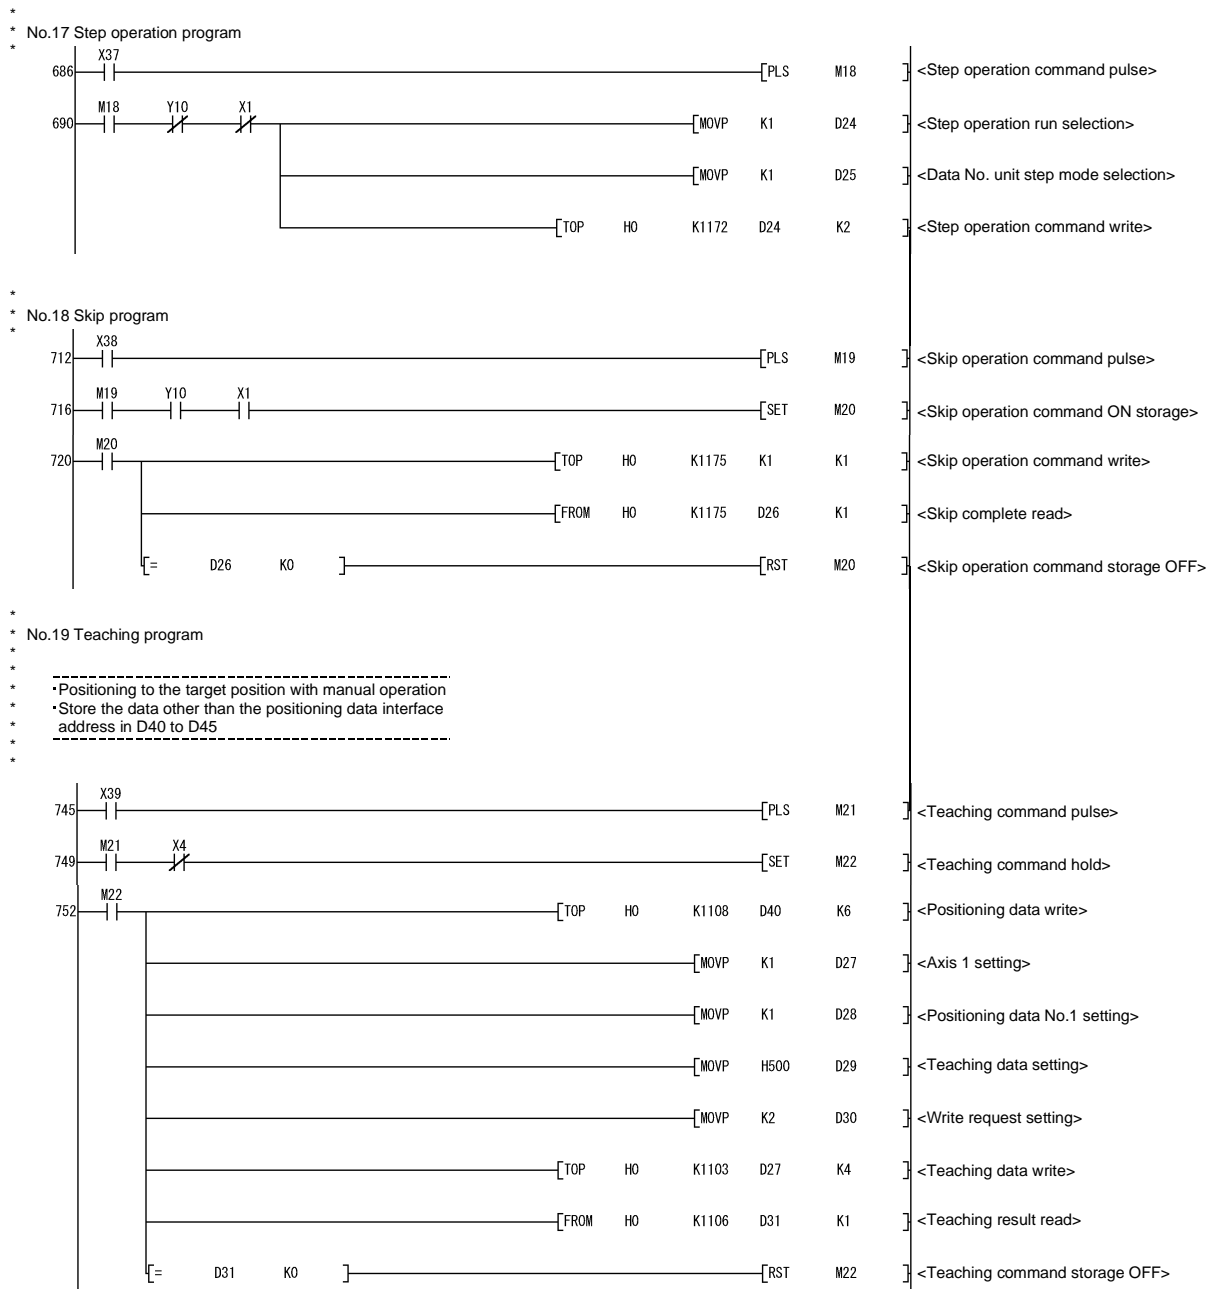 *
* No.17 Step operation program
*
X37
686 [PLS M18 ] <Step operation command pulse>
M18 Y10 X1
690 [MOVP K1 D24 ] <Step operation run selection>
[MOVP K1 D25 ] <Data No. unit step mode selection>
[TOP H0 K1172 D24 K2 ] <Step operation command write>
*
* No.18 Skip program
*
X38
712 [PLS M19 ] <Skip operation command pulse>
M19 Y10 X1
716 [SET M20 ] <Skip operation command ON storage>
M20
720 [TOP H0 K1175 K1 K1 ] <Skip operation command write>
[FROM H0 K1175 D26 K1 ] <Skip complete read>
[= D26 K0 ] [RST M20 ] <Skip operation command storage OFF>
*
* No.19 Teaching program
*
*
* ▪Positioning to the target position with manual operation
* ▪Store the data other than the positioning data interface
* address in D40 to D45
*
*
X39
745 [PLS M21 ] <Teaching command pulse>
M21 X4
749 [SET M22 ] <Teaching command hold>
M22
752 [TOP H0 K1108 D40 K6 ] <Positioning data write>
[MOVP K1 D27 ] <Axis 1 setting>
[MOVP K1 D28 ] <Positioning data No.1 setting>
[MOVP H500 D29 ] <Teaching data setting>
[MOVP K2 D30 ] <Write request setting>
[TOP H0 K1103 D27 K4 ] <Teaching data write>
[FROM H0 K1106 D31 K1 ] <Teaching result read>
[= D31 K0 ] [RST M22 ] <Teaching command storage OFF>